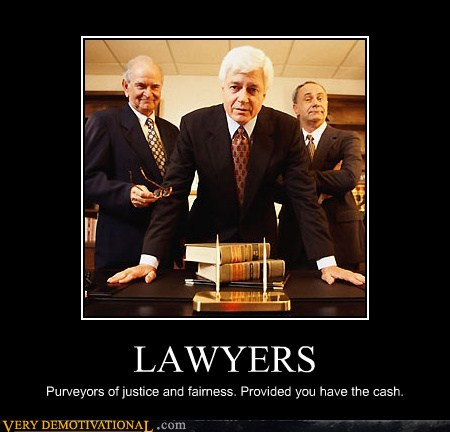 LAWYERS
Purveyors of justice and fairness. Provided you have the cash.
VERY DEMOTIVATIONAL .com